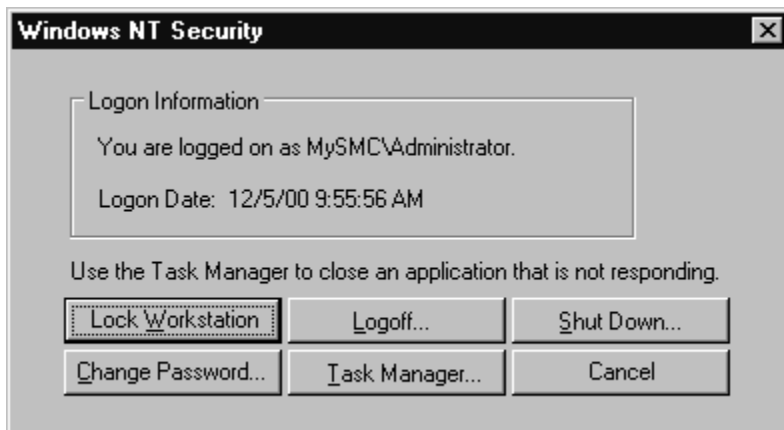 Windows NT Security
Logon Information
You are logged on as MySMC\Administrator.
Logon Date: 12/5/00 9:55:56 AM
Use the Task Manager to close an application that is not responding.
Lock Workstation Logoff... Shut Down...
Change Password... Task Manager... Cancel